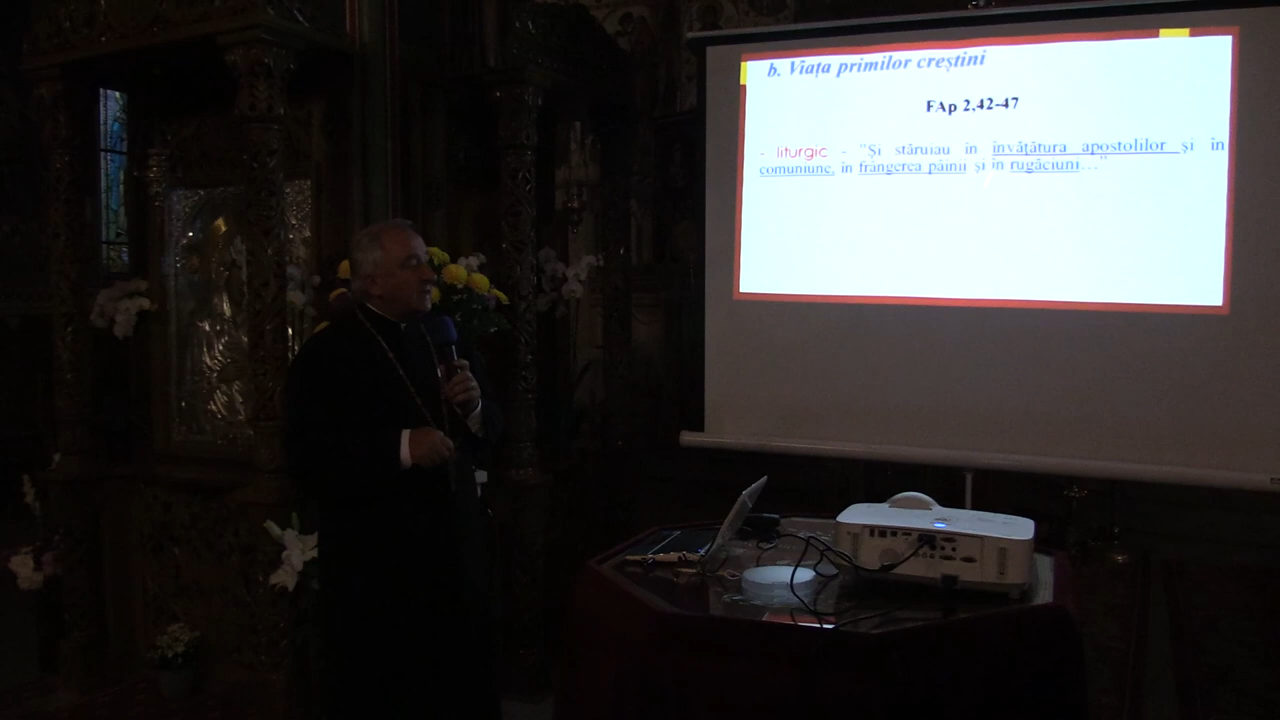 b. Viața primilor creștini
FAp 2,42-47
- liturgic - "Și stăruiau în învățătura apostolilor și în
comuniune, în frângerea pâinii și în rugăciuni..."